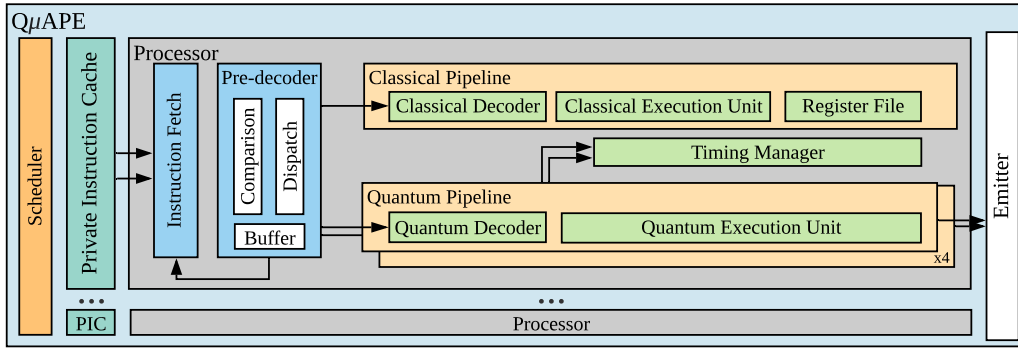 QμAPE
Scheduler
Private Instruction Cache
Processor
Instruction Fetch
Pre-decoder
Comparison
Dispatch
Buffer
Classical Pipeline
Classical Decoder
Classical Execution Unit
Register File
Timing Manager
Quantum Pipeline
Quantum Decoder
Quantum Execution Unit
x4
Emitter
...
...
PIC
Processor